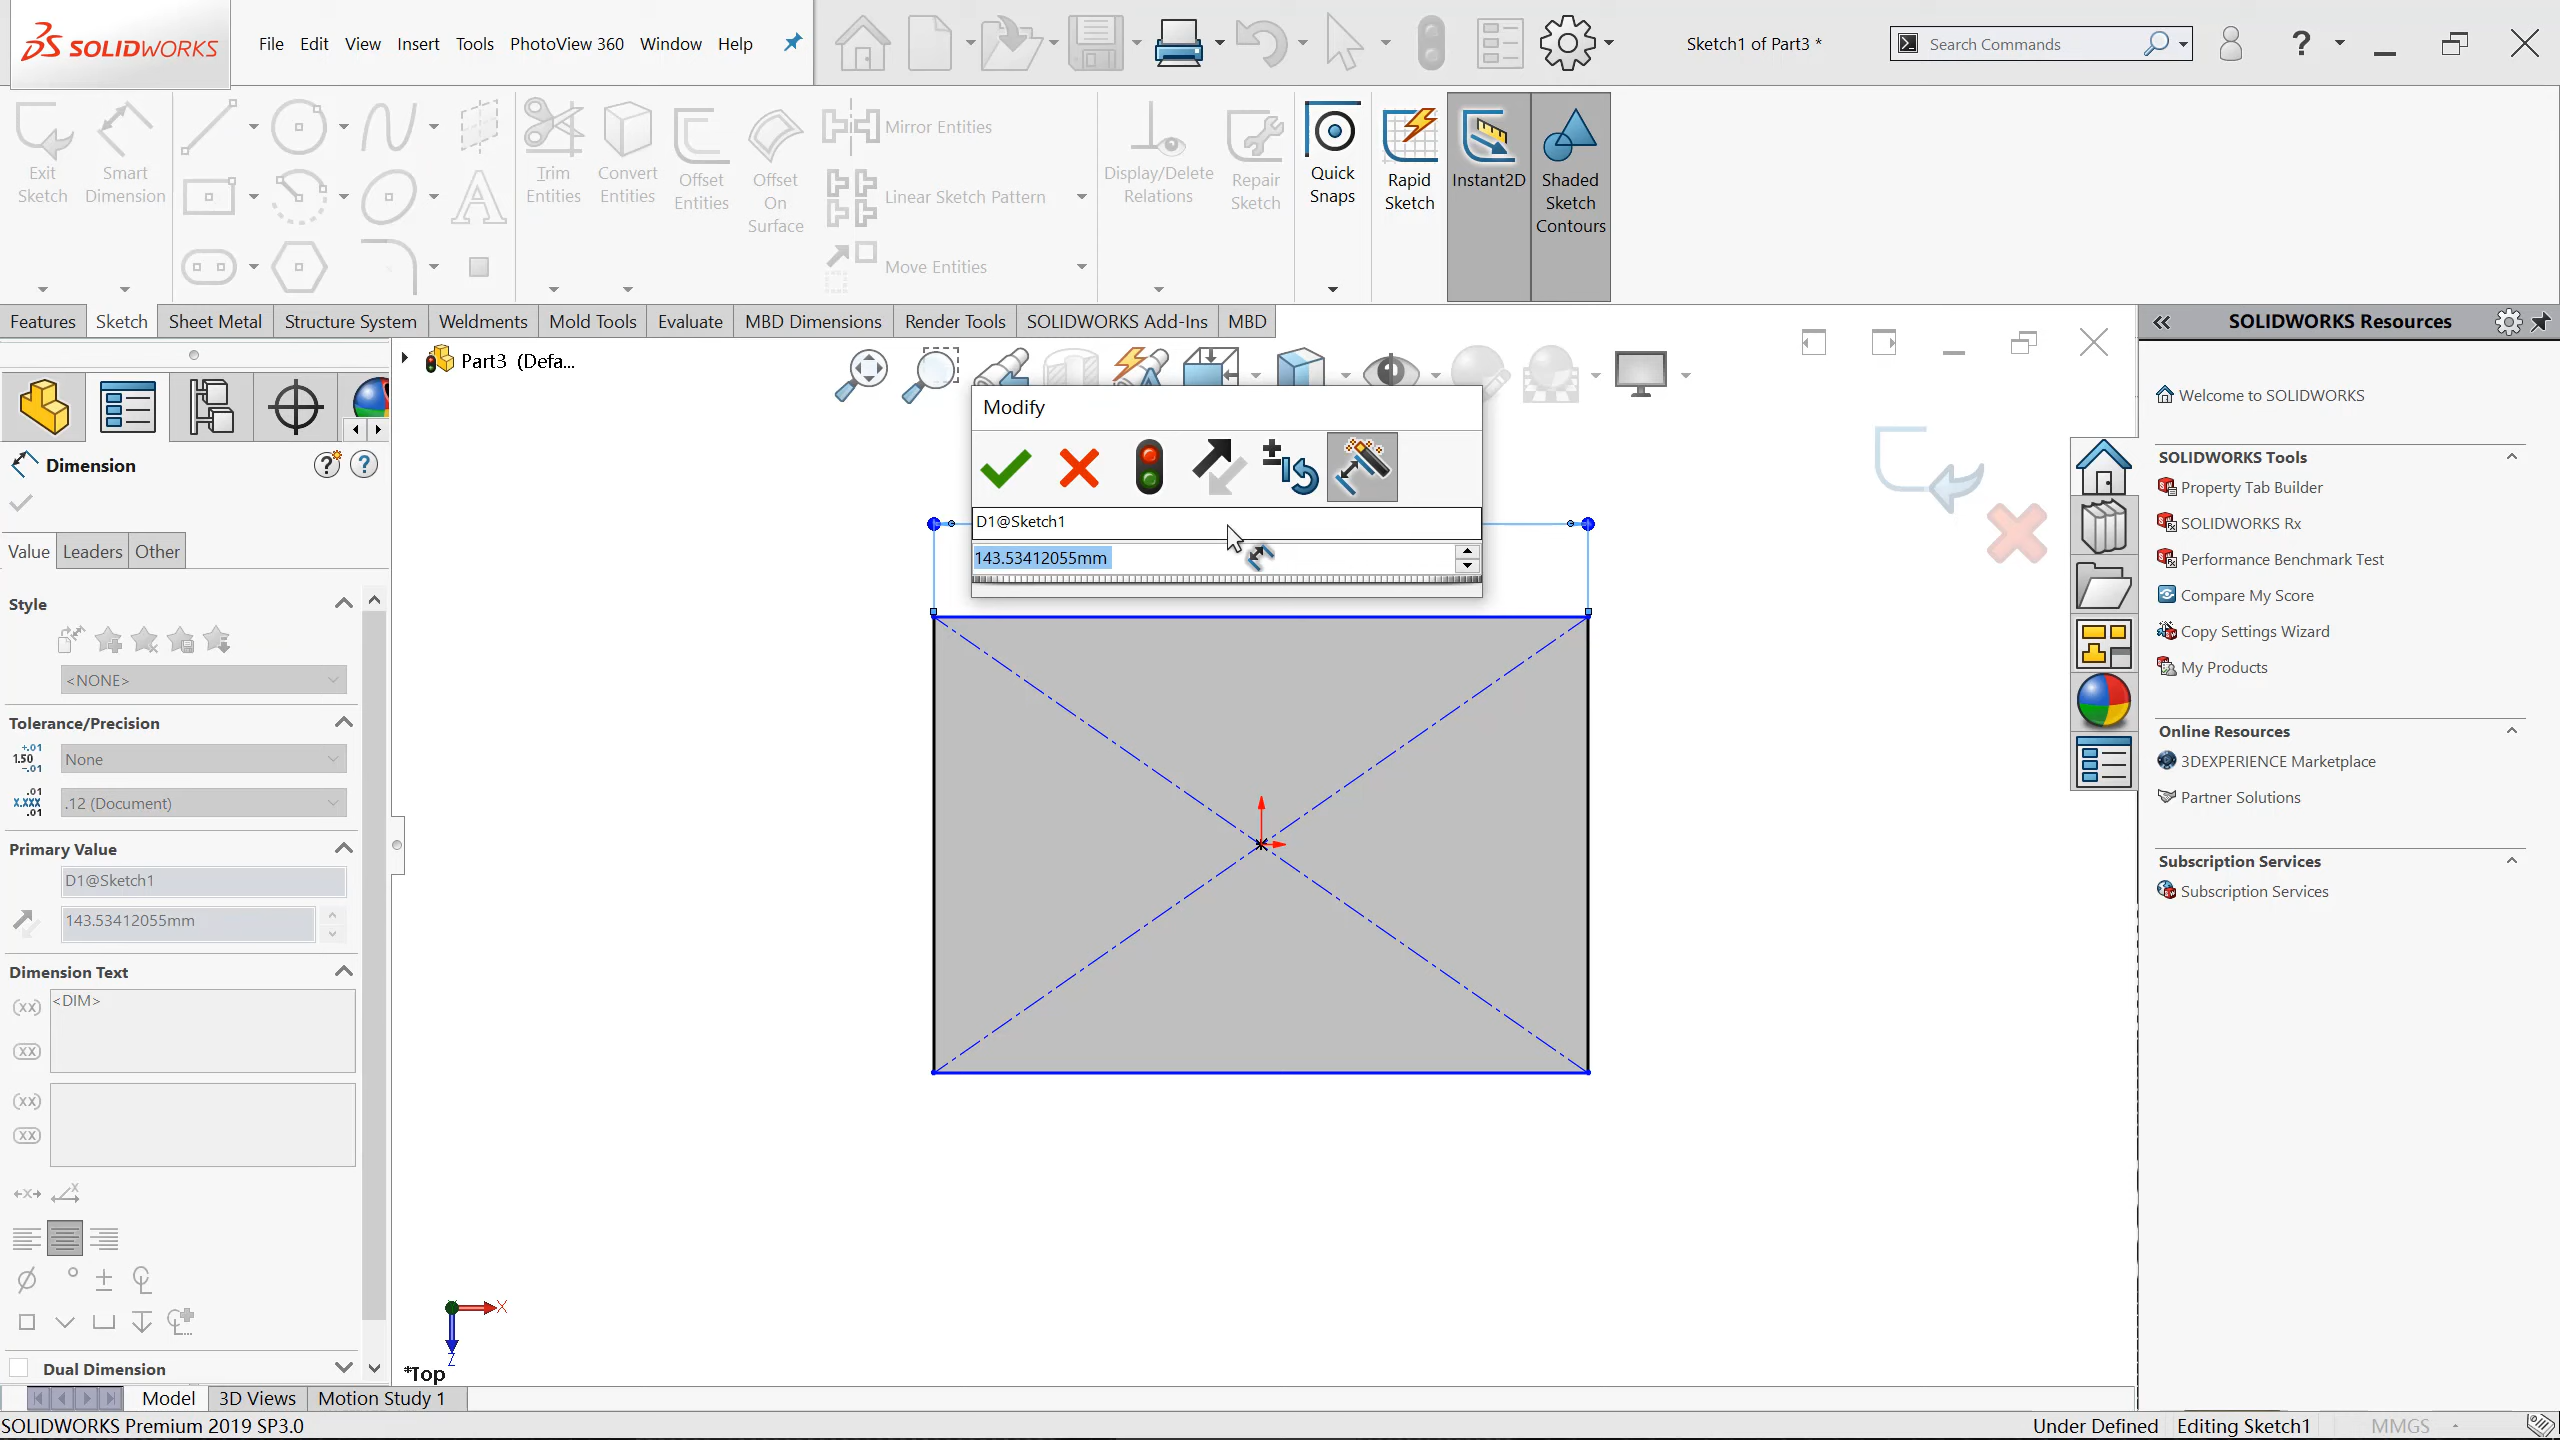 SOLIDWORKS
File Edit View Insert Tools PhotoView 360 Window Help
Sketch1 of Part3 *
Search Commands
?
Exit Sketch
Smart Dimension
Trim Entities
Convert Entities
Offset Entities
Offset On Surface
Mirror Entities
Linear Sketch Pattern
Move Entities
Display/Delete Relations
Repair Sketch
Quick Snaps
Rapid Sketch
Instant2D
Shaded Sketch Contours
Features Sketch Sheet Metal Structure System Weldments Mold Tools Evaluate MBD Dimensions Render Tools SOLIDWORKS Add-Ins MBD
SOLIDWORKS Resources
Part3 (Defa...
Dimension
Value Leaders Other
Style
<NONE>
Tolerance/Precision
None
.12 (Document)
Primary Value
D1@Sketch1
143.53412055mm
Dimension Text
<DIM>
Dual Dimension
Modify
D1@Sketch1
143.53412055mm
X
Z
*Top
Welcome to SOLIDWORKS
SOLIDWORKS Tools
Property Tab Builder
SOLIDWORKS Rx
Performance Benchmark Test
Compare My Score
Copy Settings Wizard
My Products
Online Resources
3DEXPERIENCE Marketplace
Partner Solutions
Subscription Services
Subscription Services
Model 3D Views Motion Study 1
SOLIDWORKS Premium 2019 SP3.0
Under Defined Editing Sketch1 MMGS